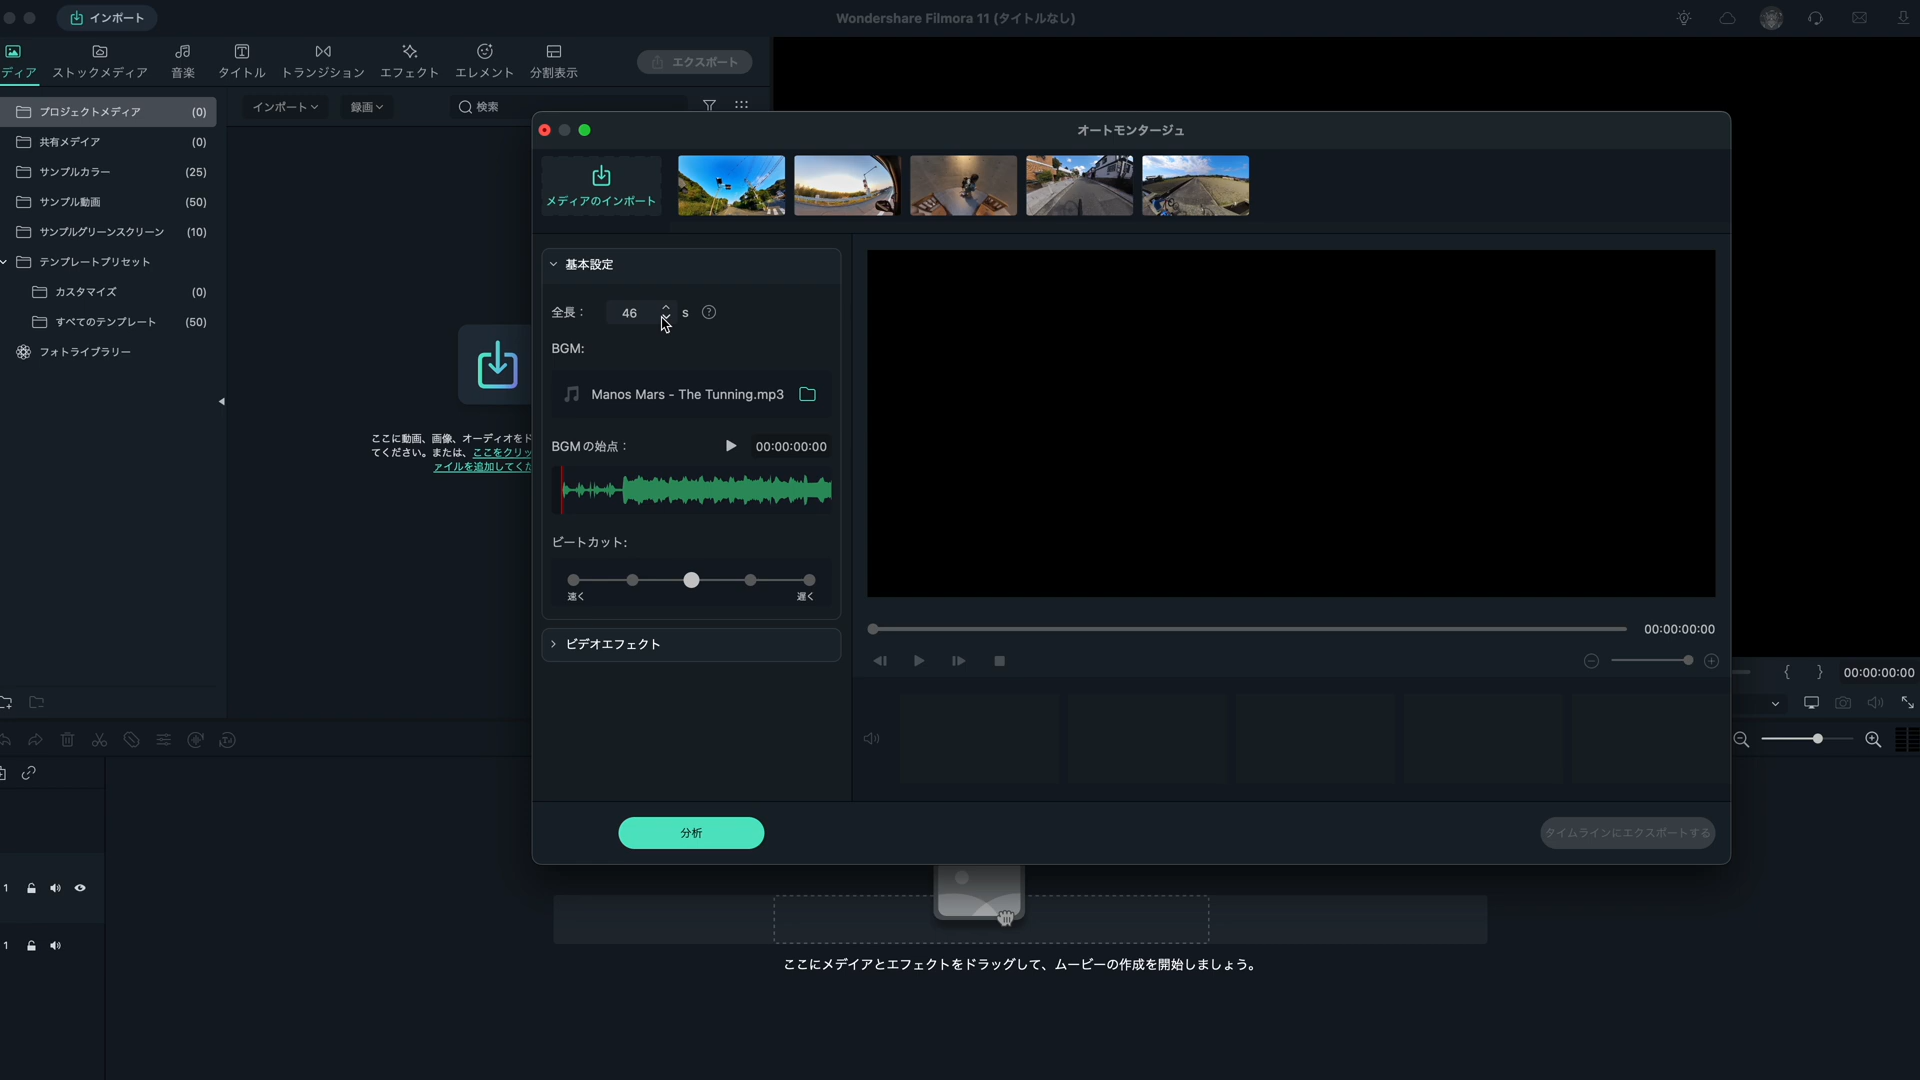 インポート
Wondershare Filmora 11 (タイトルなし)
ディア
ストックメディア
音楽
タイトル
トランジション
エフェクト
エレメント
分割表示
エクスポート
プロジェクトメディア (0)
インポート
録画
検索
共有メデイア (0)
サンプルカラー (25)
サンプル動画 (50)
サンプルグリーンスクリーン (10)
テンプレートプリセット
カスタマイズ (0)
すべてのテンプレート (50)
フォトライブラリー
ここに動画、画像、オーディオをド
てください。または、ここをクリッ
ァイルを追加してくだ
オートモンタージュ
メディアのインポート
基本設定
全長： 46 s
BGM:
Manos Mars - The Tunning.mp3
BGMの始点： 00:00:00:00
ビートカット:
速く 遅く
ビデオエフェクト
00:00:00:00
分析
タイムラインにエクスポートする
{ } 00:00:00:00
1
1
ここにメデイアとエフェクトをドラッグして、ムービーの作成を開始しましょう。